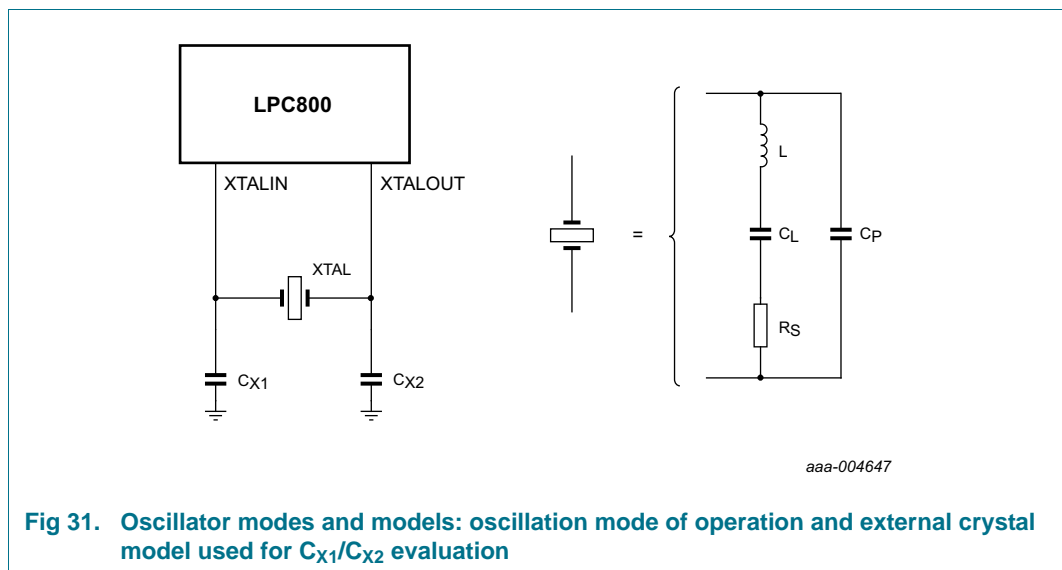 LPC800
XTALIN
XTALOUT
XTAL
CX1
CX2
=
L
CL
CP
RS
aaa-004647
Fig 31. Oscillator modes and models: oscillation mode of operation and external crystal
model used for CX1/CX2 evaluation